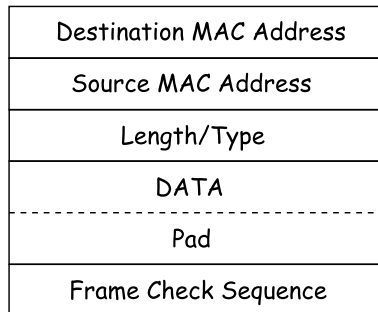 Destination MAC Address
Source MAC Address
Length/Type
DATA
Pad
Frame Check Sequence